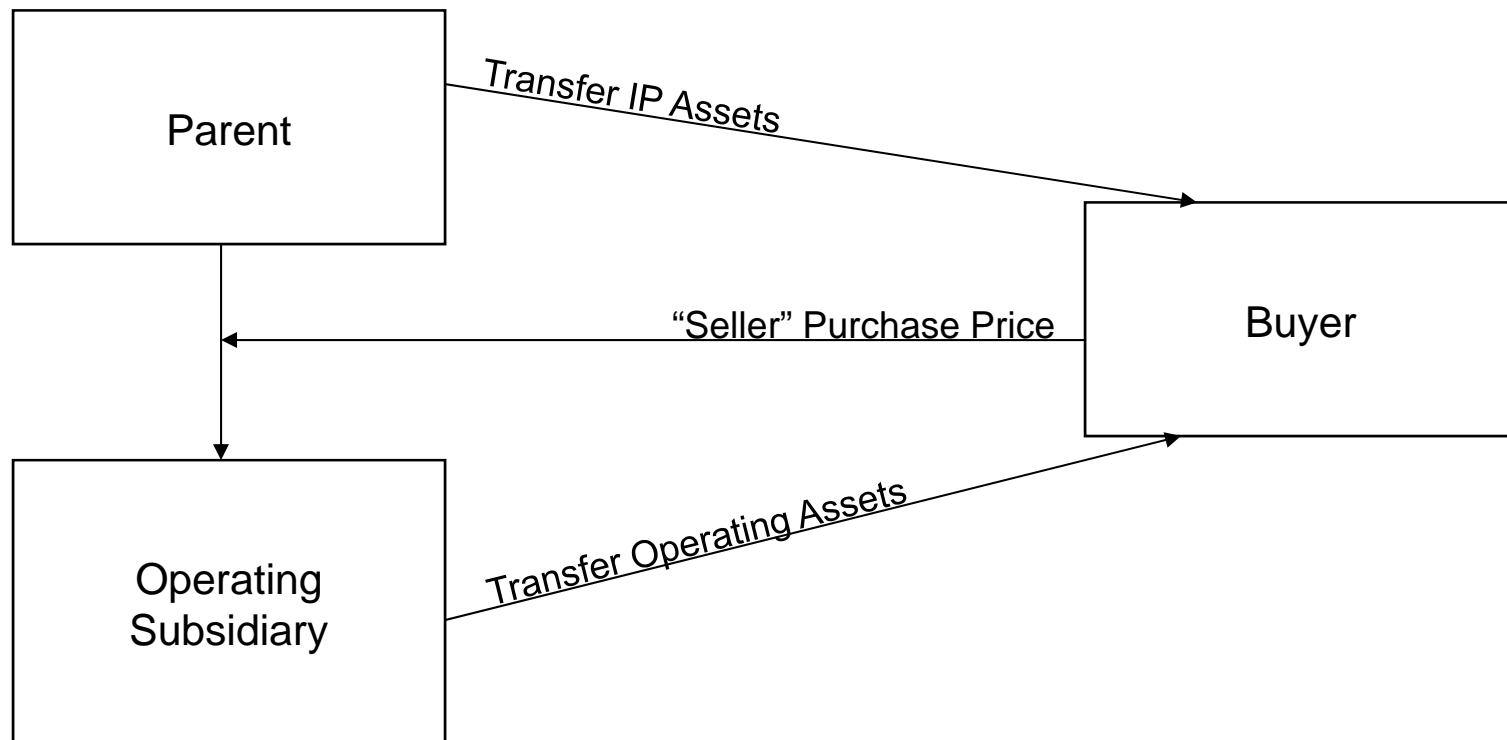 Parent
Transfer IP Assets
“Seller” Purchase Price
Buyer
Operating
Subsidiary
Transfer Operating Assets